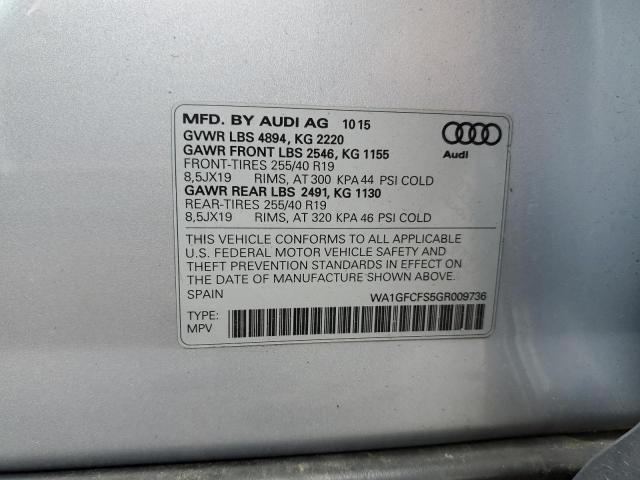 MFD. BY AUDI AG 10 15
GVWR LBS 4894, KG 2220
GAWR FRONT LBS 2546, KG 1155
FRONT-TIRES 255/40 R19
8,5JX19 RIMS, AT 300 KPA 44 PSI COLD
GAWR REAR LBS 2491, KG 1130
REAR-TIRES 255/40 R19
8,5JX19 RIMS, AT 320 KPA 46 PSI COLD
Audi
THIS VEHICLE CONFORMS TO ALL APPLICABLE
U.S. FEDERAL MOTOR VEHICLE SAFETY AND
THEFT PREVENTION STANDARDS IN EFFECT ON
THE DATE OF MANUFACTURE SHOWN ABOVE.
SPAIN WA1GFCFS5GR009736
TYPE:
MPV